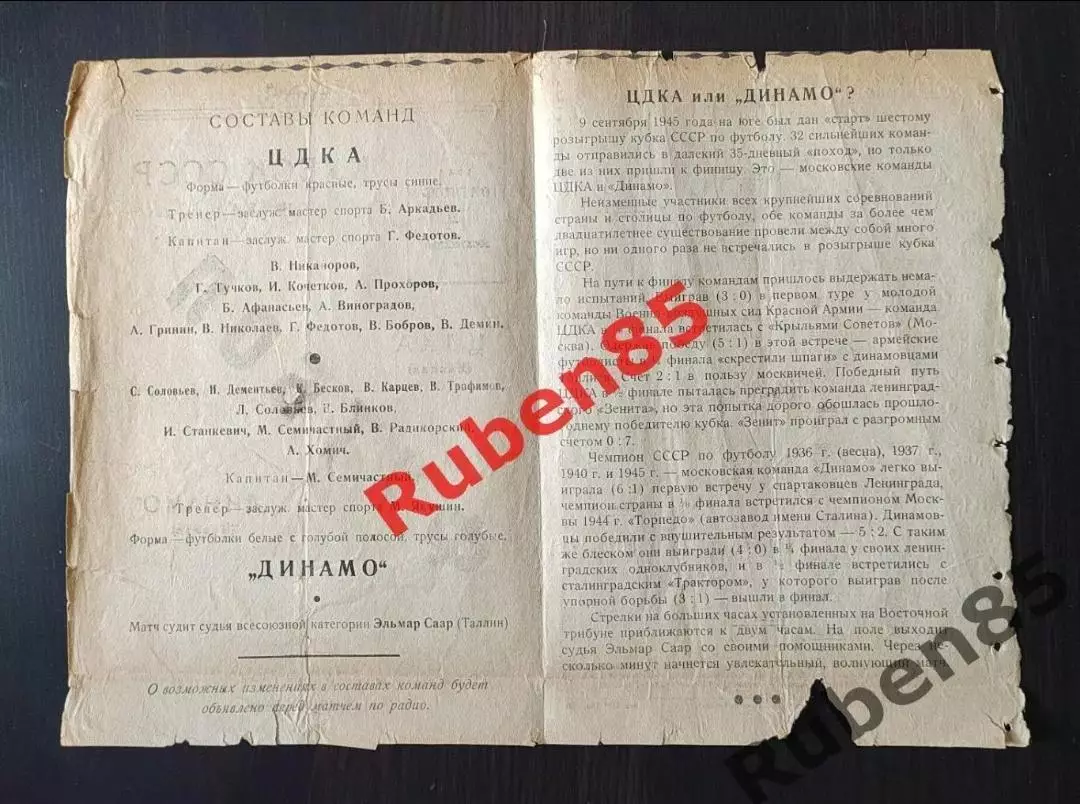 СОСТАВЫ КОМАНД
ЦДКА
Форма — футболки красные, трусы синие.
Тренер — заслуж. мастер спорта Б. Аркадьев.
Капитан — заслуж. мастер спорта Г. Федотов.
В. Никаноров,
Г. Тучков, И. Кочетков, А. Прохоров,
Б. Афанасьев, А. Виноградов,
А. Гринин, В. Николаев, Г. Федотов, В. Бобров, В. Демин.
С. Соловьев, Н. Дементьев, К. Бесков, В. Карцев, В. Трофимов,
Л. Соловьев, Блинков,
И. Станкевич, М. Семичастный, В. Радикорский,
А. Хомич.
Капитан — М. Семичастный.
Тренер — заслуж. мастер спорта М. Якушин.
Форма — футболки белые с голубой полосой, трусы голубые.
„ДИНАМО“
Матч судит судья всесоюзной категории Эльмар Саар (Таллин)
О возможных изменениях в составах команд будет
объявлено перед матчем по радио.
ЦДКА или „ДИНАМО“?
9 сентября 1945 года на юге был дан «старт» шестому
розыгрышу кубка СССР по футболу. 32 сильнейших коман-
ды отправились в далекий 35-дневный «поход», но только
две из них пришли к финишу. Это — московские команды
ЦДКА и «Динамо».
Неизменные участники всех крупнейших соревнований
страны и столицы по футболу, обе команды за более чем
двадцатилетнее существование провели между собой много
игр, но ни одного раза не встречались в розыгрыше кубка
СССР.
На пути к финалу командам пришлось выдержать нема-
ло испытаний. Выиграв (3:0) в первом туре у молодой
команды Военно-воздушных сил Красной Армии — команда
ЦДКА в финала встретилась с «Крыльями Советов» (Мос-
ква). Одержав победу (5:1) в этой встрече — армейские
футболисты в финала «скрестили шпаги» с динамовцами
Счет 2:1 в пользу москвичей. Победный путь
ЦДКА в ½ финала пыталась преградить команда ленинград-
ского «Зенита», но эта попытка дорого обошлась прошло-
годнему победителю кубка. «Зенит» проиграл с разгромным
счетом 0:7.
Чемпион СССР по футболу 1936 г. (весна), 1937 г.,
1940 г. и 1945 г. — московская команда «Динамо» легко вы-
играла (6:1) первую встречу у спартаковцев Ленинграда,
чемпион страны в ⅛ финала встретился с чемпионом Моск-
вы 1944 г. «Торпедо» (автозавод имени Сталина). Динамов-
цы победили с внушительным результатом — 5:2. С таким
же блеском они выиграли (4:0) в ¼ финала у своих ленин-
градских одноклубников, и в ½ финале встретились с
сталинградским «Трактором», у которого выиграв после
упорной борьбы (3:1) — вышли в финал.
Стрелки на больших часах установленных на Восточной
трибуне приближаются к двум часам. На поле выходит
судья Эльмар Саар со своими помощниками. Через не-
сколько минут начнется увлекательный, волнующий матч.
Ruben85
Ruben85